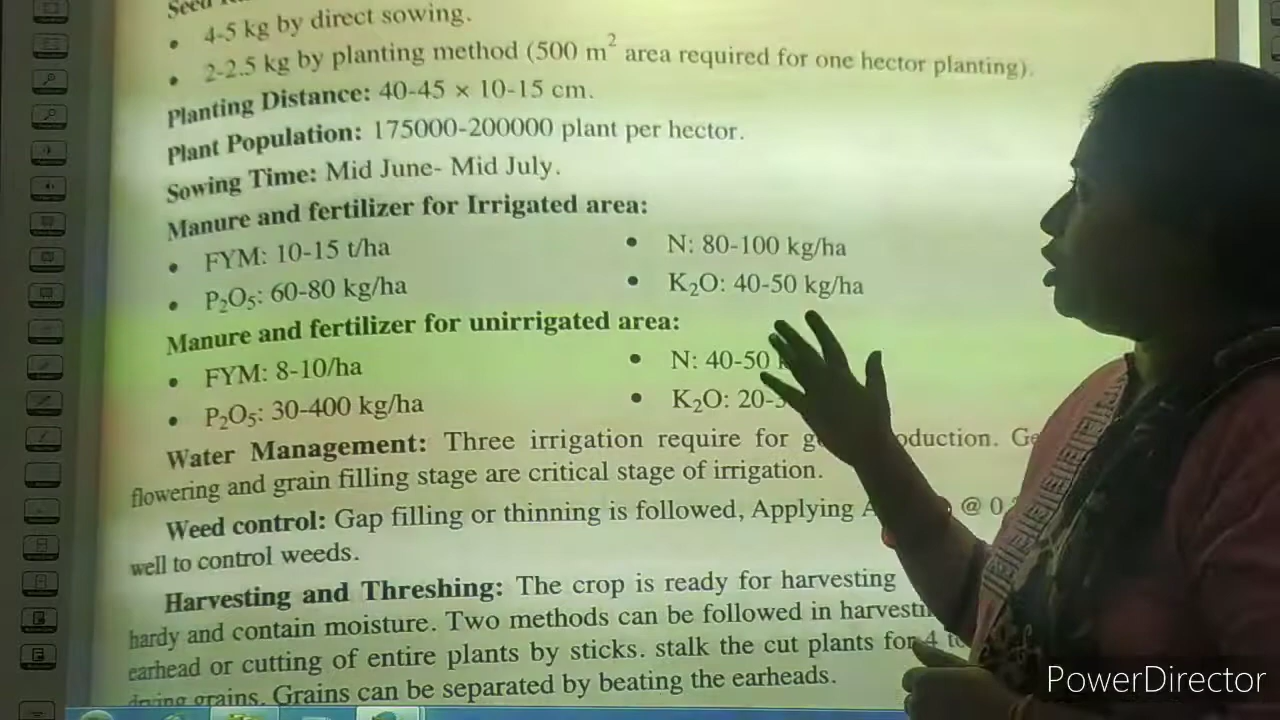 Seed
• 4-5 kg by direct sowing.
• 2-2.5 kg by planting method (500 m² area required for one hector planting).
Planting Distance: 40-45 × 10-15 cm.
Plant Population: 175000-200000 plant per hector.
Sowing Time: Mid June- Mid July.
Manure and fertilizer for Irrigated area:
• FYM: 10-15 t/ha • N: 80-100 kg/ha
• P₂O₅: 60-80 kg/ha • K₂O: 40-50 kg/ha
Manure and fertilizer for unirrigated area:
• FYM: 8-10/ha • N: 40-50
• P₂O₅: 30-400 kg/ha • K₂O: 20-
Water Management: Three irrigation require for
flowering and grain filling stage are critical stage of irrigation.
Weed control: Gap filling or thinning is followed, Applying @ 0
well to control weeds.
Harvesting and Threshing: The crop is ready for harvesting
hardy and contain moisture. Two methods can be followed in
earhead or cutting of entire plants by sticks. stalk the cut plants for 4
drying grains. Grains can be separated by beating the earheads.
PowerDirector